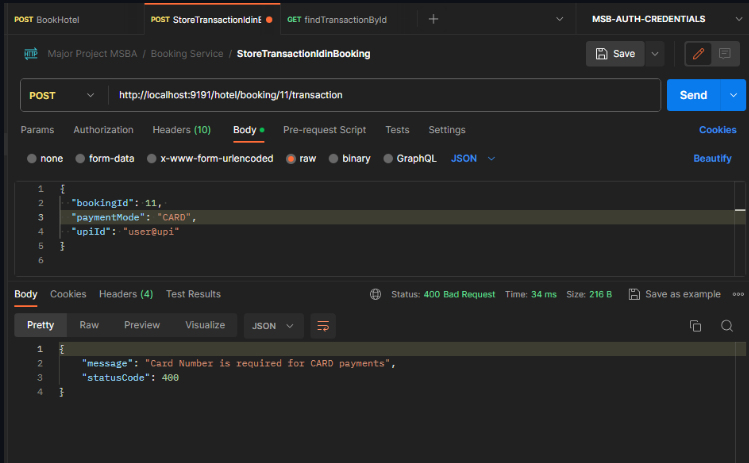 POST BookHotel POST StoreTransactionIdinB GET findTransactionById + MSB-AUTH-CREDENTIALS
HTTP Major Project MSBA / Booking Service / StoreTransactionIdinBooking Save
POST http://localhost:9191/hotel/booking/11/transaction Send
Params Authorization Headers (10) Body Pre-request Script Tests Settings Cookies
none form-data x-www-form-urlencoded raw binary GraphQL JSON Beautify
1 {
2 "bookingId": 11,
3 "paymentMode": "CARD",
4 "upiId": "user@upi"
5 }
6
Body Cookies Headers (4) Test Results Status: 400 Bad Request Time: 34 ms Size: 216 B Save as example
Pretty Raw Preview Visualize JSON
1 {
2 "message": "Card Number is required for CARD payments",
3 "statusCode": 400
4 }